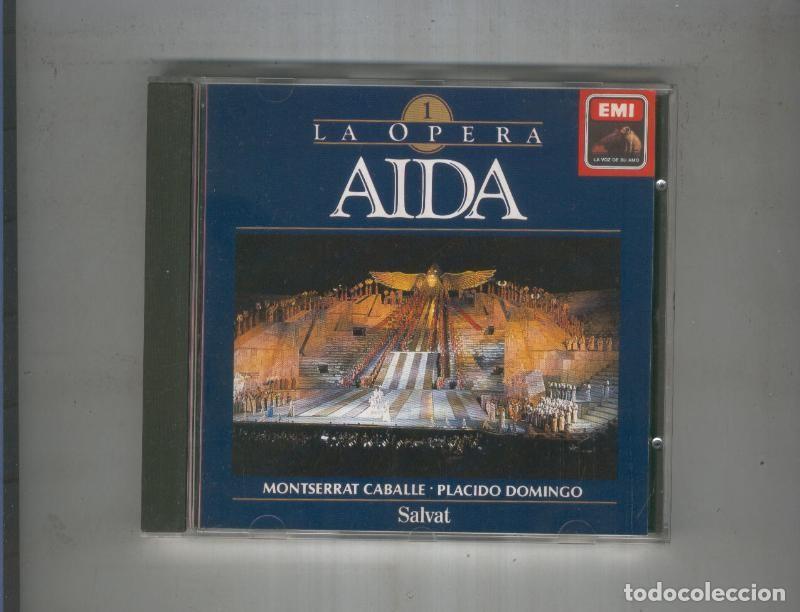 1
LA OPERA
AIDA
EMI
LA VOZ DE SU AMO
MONTSERRAT CABALLE · PLACIDO DOMINGO
Salvat
todocoleccion